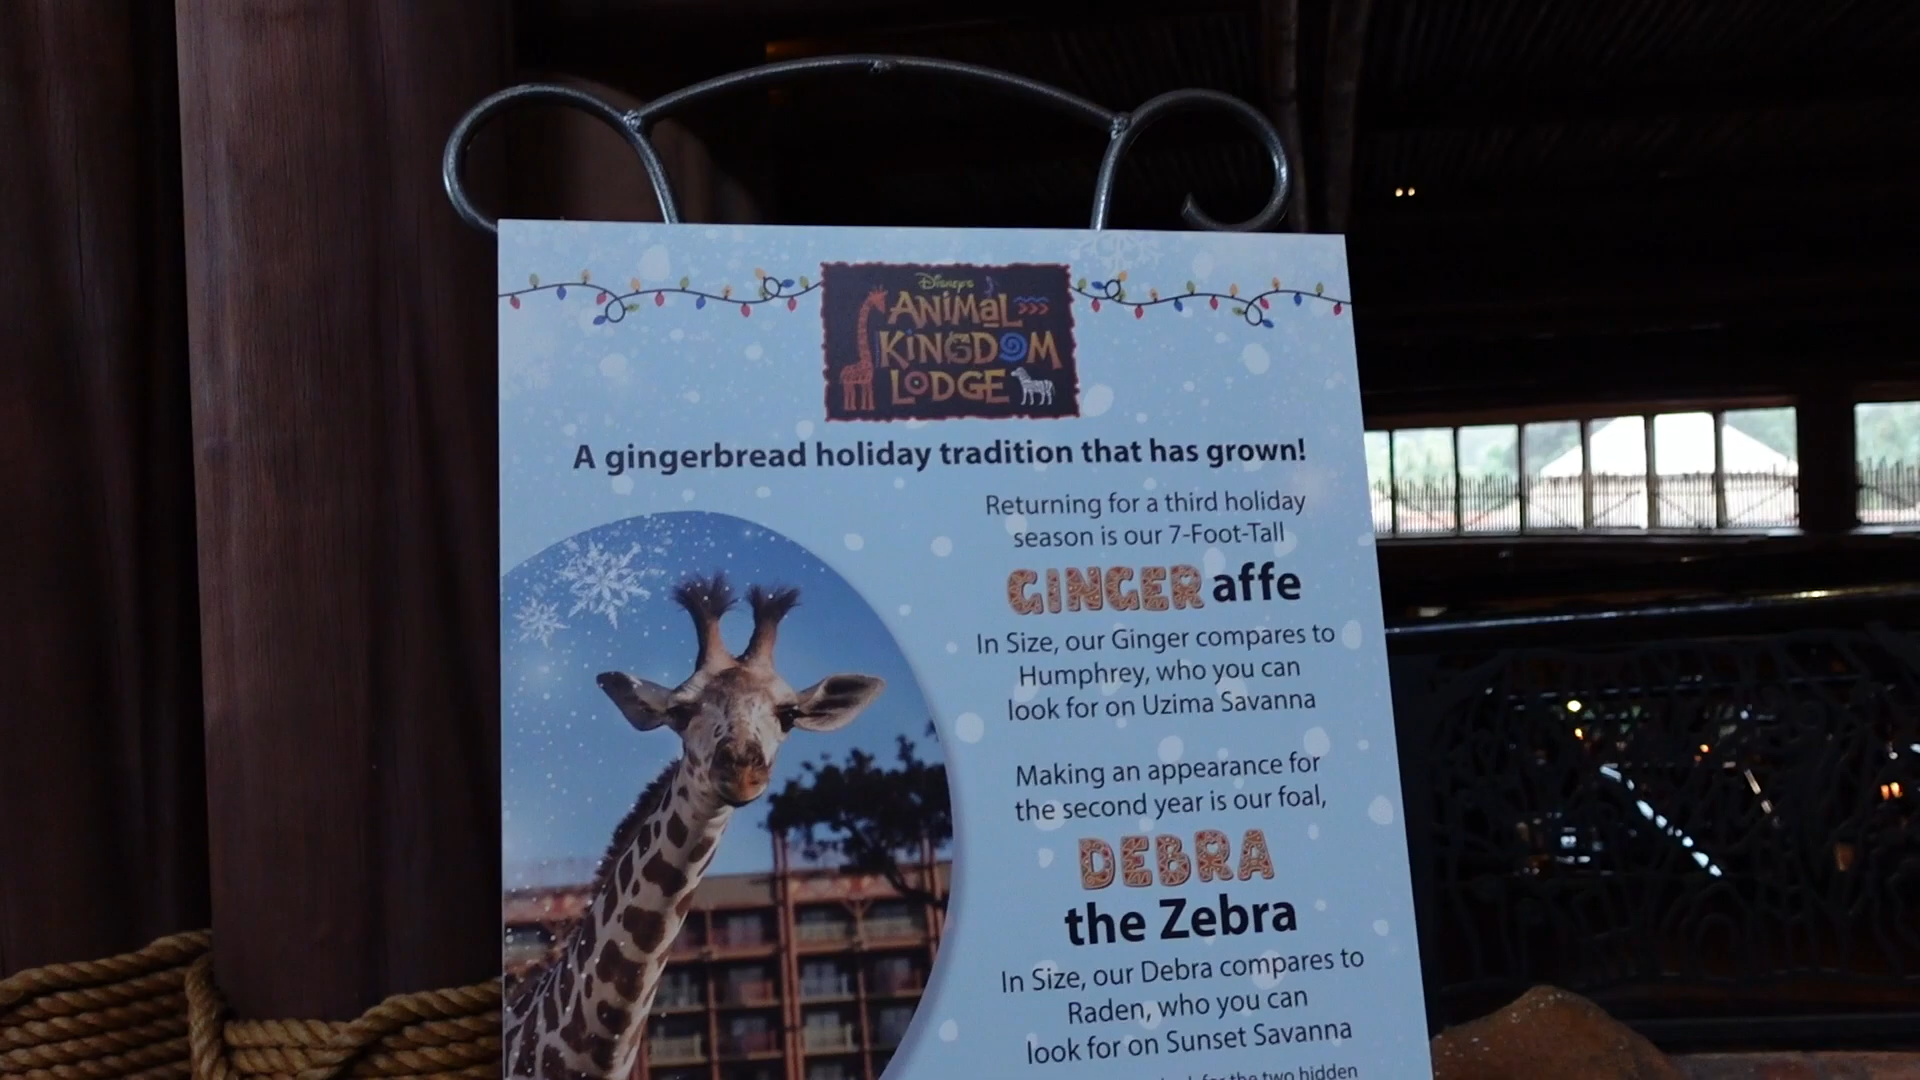 Disney's
ANIMAL
KINGDOM
LODGE
A gingerbread holiday tradition that has grown!
Returning for a third holiday
season is our 7-Foot-Tall
GINGER affe
In Size, our Ginger compares to
Humphrey, who you can
look for on Uzima Savanna
Making an appearance for
the second year is our foal,
DEBRA
the Zebra
In Size, our Debra compares to
Raden, who you can
look for on Sunset Savanna
for the two hidden